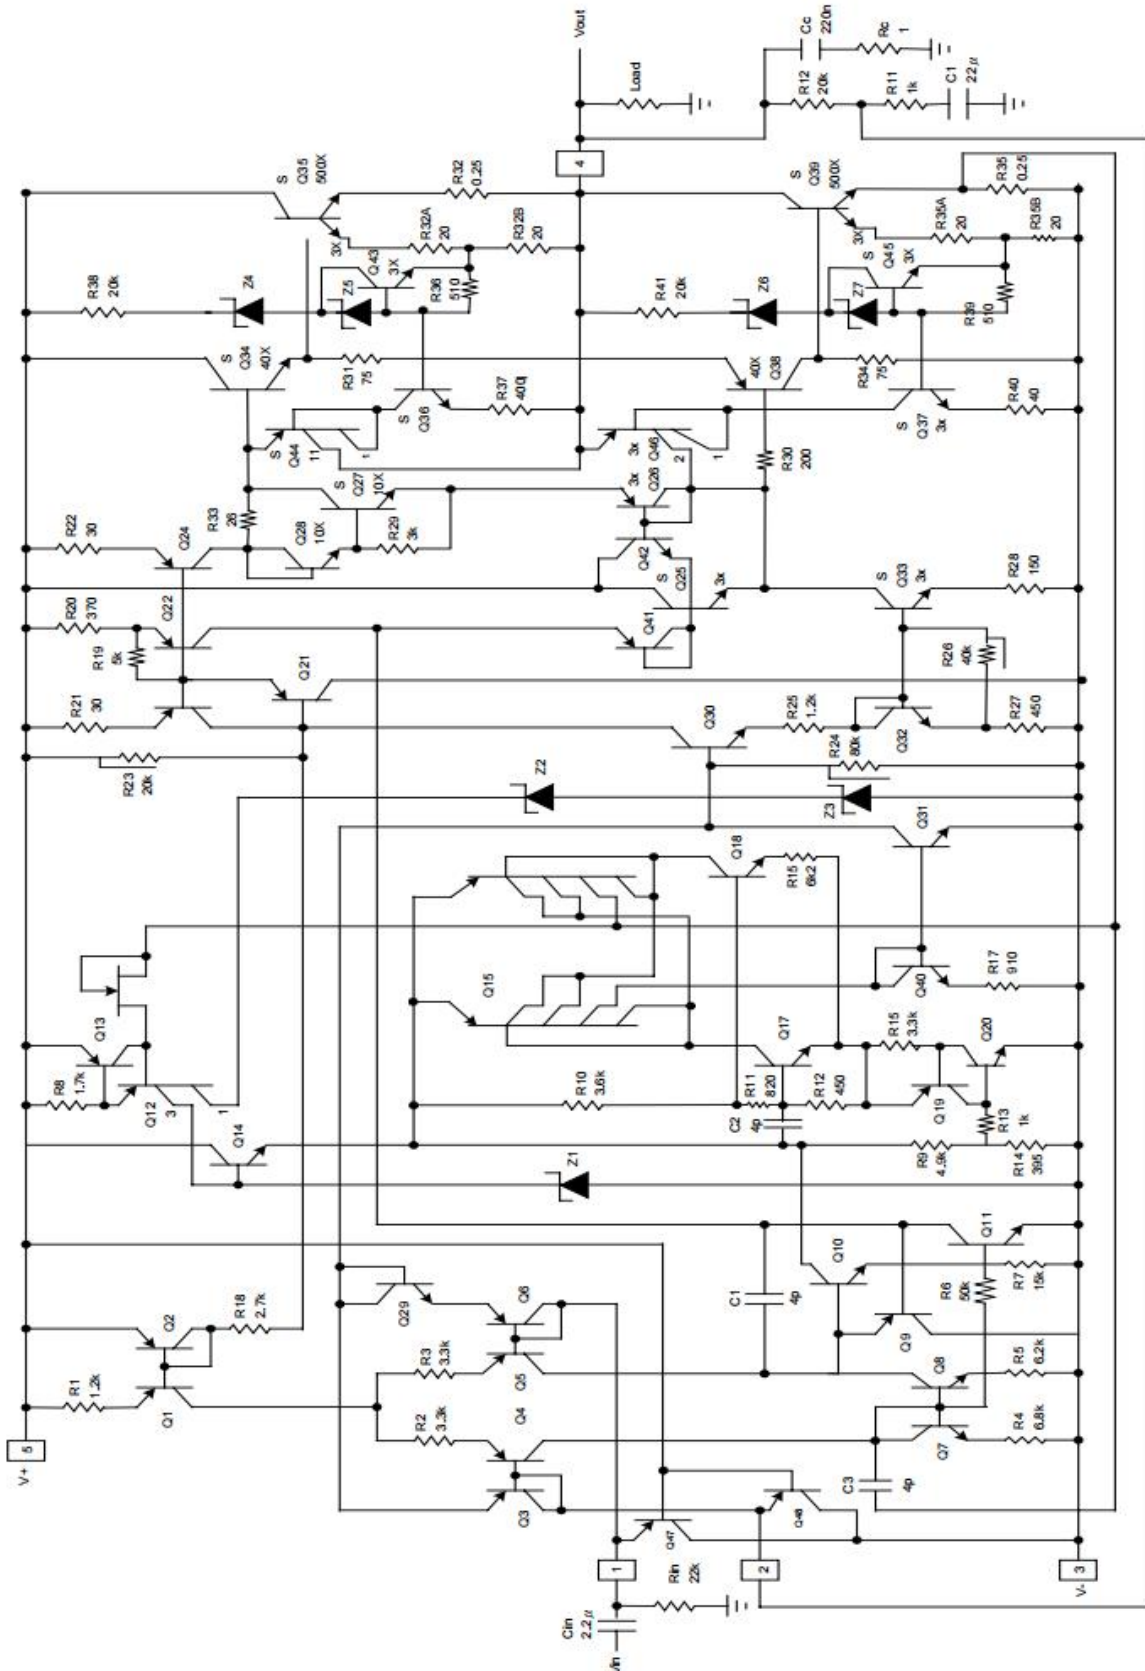 V+
5
R1
1.2k
Q1
Q2
R18
2.7k
R8
1.7k
Q13
Q12
3
1
Q14
R23
20k
R21
30
R19
5k
R20
370
Q22
Q21
R22
30
Q24
R33
26
Q28
10X
S
Q27
10X
R29
3k
S
Q44
11
1
S
Q34
40X
R31
75
S
Q36
R37
400
R38
20k
Z4
Z5
Q43
3X
R36
510
3X
S
Q35
500X
R32A
20
R32B
20
R32
0.25
4
Vout
Load
Cc
220n
R12
20k
Rc
1
R11
1k
C1
22µ
Cin
2.2µ
Vin
Rin
22k
1
2
3
V-
Q3
Q4
R2
3.3k
R3
3.3k
Q5
Q6
Q29
Q47
Q48
C3
4p
Q7
R4
6.8k
Q8
R5
6.2k
Q9
Q10
R6
50k
R7
15k
Q11
C1
4p
Z1
R9
4.9k
R14
395
R13
1k
C2
4p
R10
3.6k
R11
820
R12
450
Q17
R15
3.3k
Q19
Q20
Q15
Q18
R15
6k2
Q40
R17
910
Q31
Z2
Z3
R24
80k
Q30
R25
1.2k
Q32
R27
450
R26
40k
S
Q33
3x
R28
150
Q41
S
Q25
3x
Q42
Q26
3x
3x
Q46
2
1
R30
200
40X
Q38
R34
75
S
Q37
3x
R40
40
R41
20k
Z6
Z7
S
Q45
3X
R39
510
3X
S
Q39
500X
R35A
20
R35B
20
R35
0.25